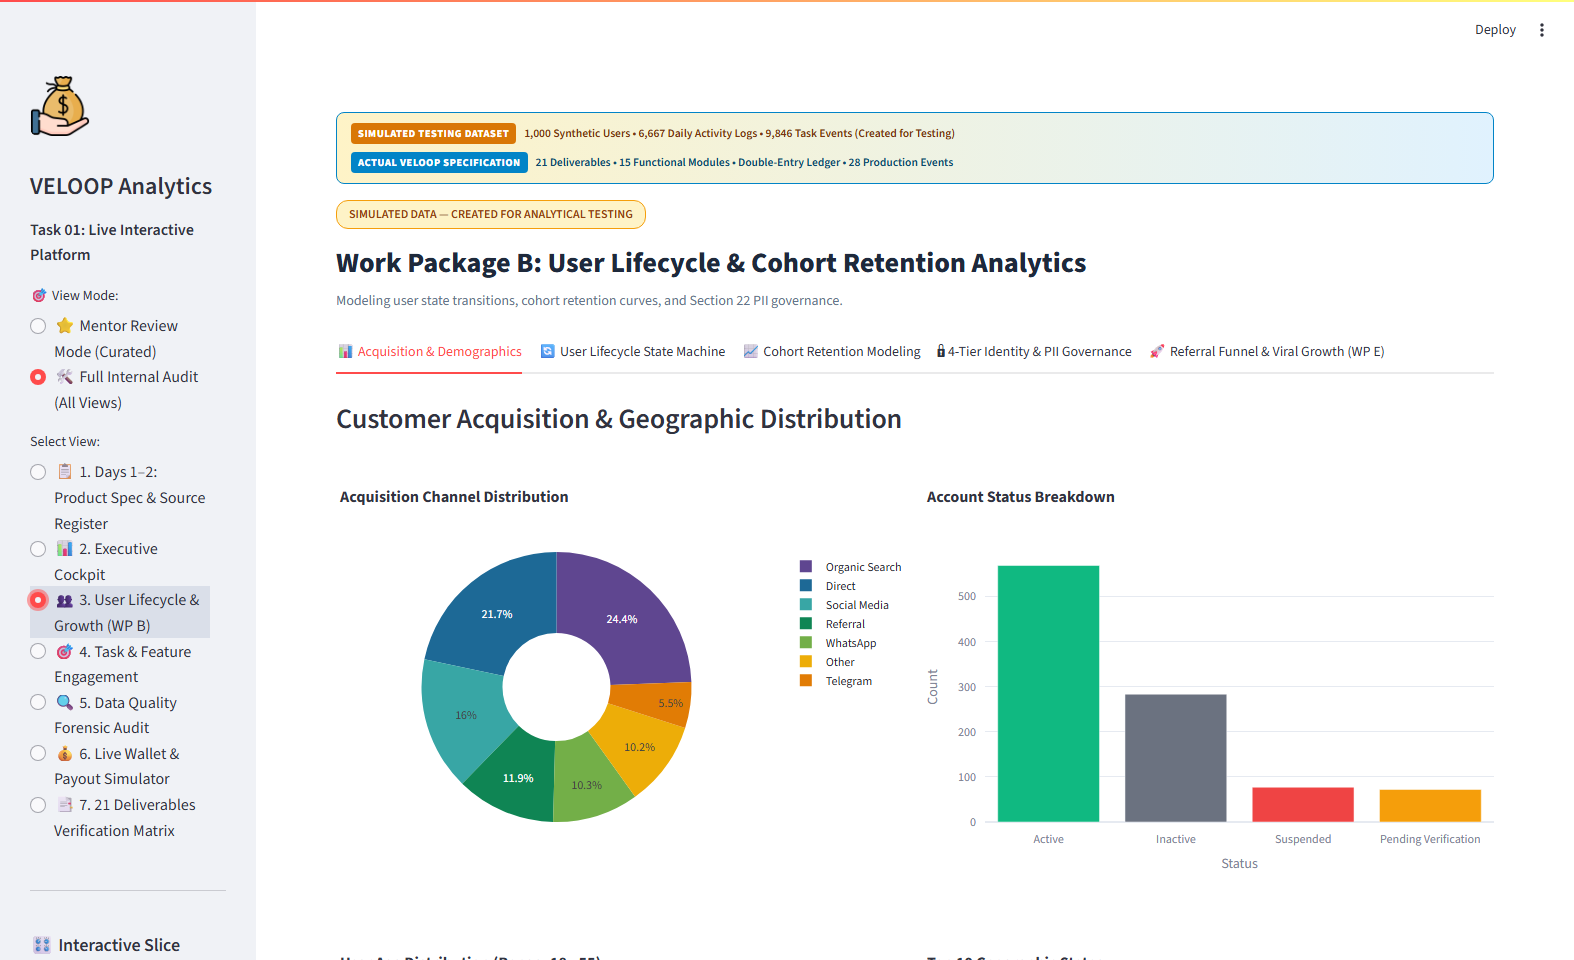 Deploy
VELOOP Analytics
Task 01: Live Interactive
Platform
View Mode:
Mentor Review
Mode (Curated)
Full Internal Audit
(All Views)
Select View:
1. Days 1–2:
Product Spec & Source
Register
2. Executive
Cockpit
3. User Lifecycle &
Growth (WP B)
4. Task & Feature
Engagement
5. Data Quality
Forensic Audit
6. Live Wallet &
Payout Simulator
7. 21 Deliverables
Verification Matrix
Interactive Slice
SIMULATED TESTING DATASET 1,000 Synthetic Users • 6,667 Daily Activity Logs • 9,846 Task Events (Created for Testing)
ACTUAL VELOOP SPECIFICATION 21 Deliverables • 15 Functional Modules • Double-Entry Ledger • 28 Production Events
SIMULATED DATA — CREATED FOR ANALYTICAL TESTING
Work Package B: User Lifecycle & Cohort Retention Analytics
Modeling user state transitions, cohort retention curves, and Section 22 PII governance.
Acquisition & Demographics User Lifecycle State Machine Cohort Retention Modeling 4-Tier Identity & PII Governance Referral Funnel & Viral Growth (WP E)
Customer Acquisition & Geographic Distribution
Acquisition Channel Distribution
24.4%
5.5%
10.2%
10.3%
11.9%
16%
21.7%
Organic Search
Direct
Social Media
Referral
WhatsApp
Other
Telegram
Account Status Breakdown
Count
500
400
300
200
100
0
Active Inactive Suspended Pending Verification
Status